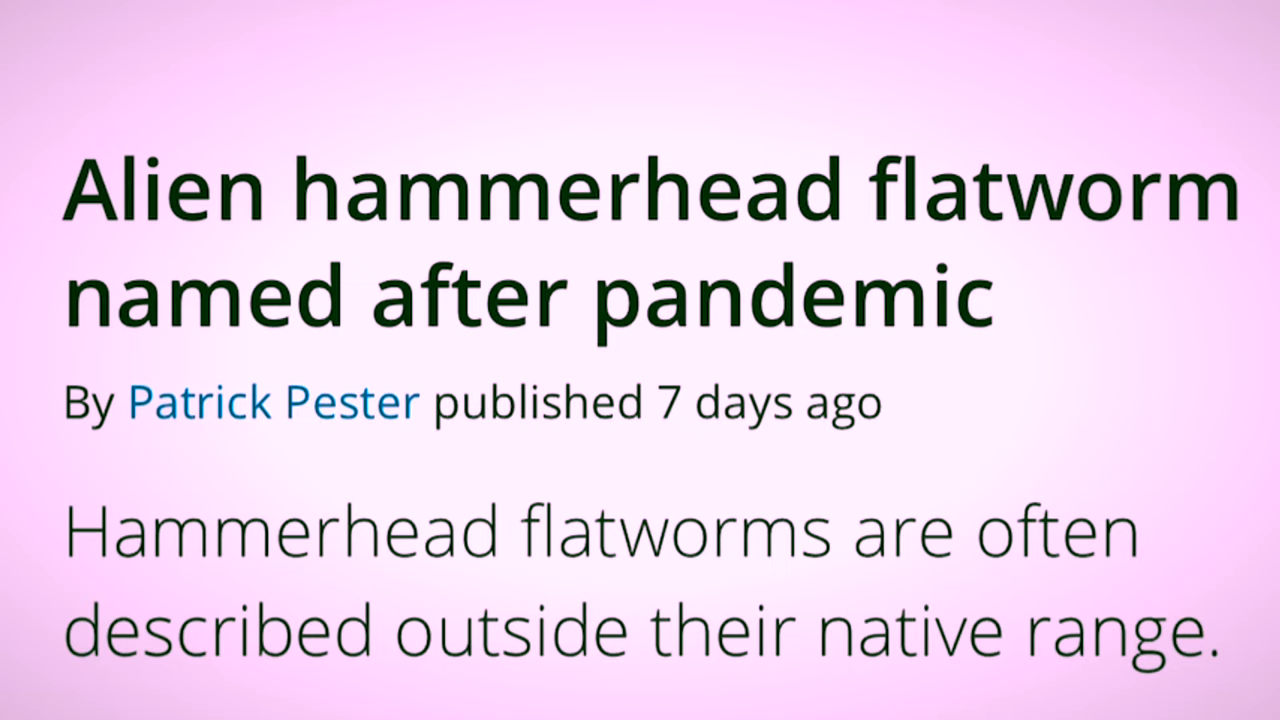 Alien hammerhead flatworm
named after pandemic
By Patrick Pester published 7 days ago
Hammerhead flatworms are often
described outside their native range.